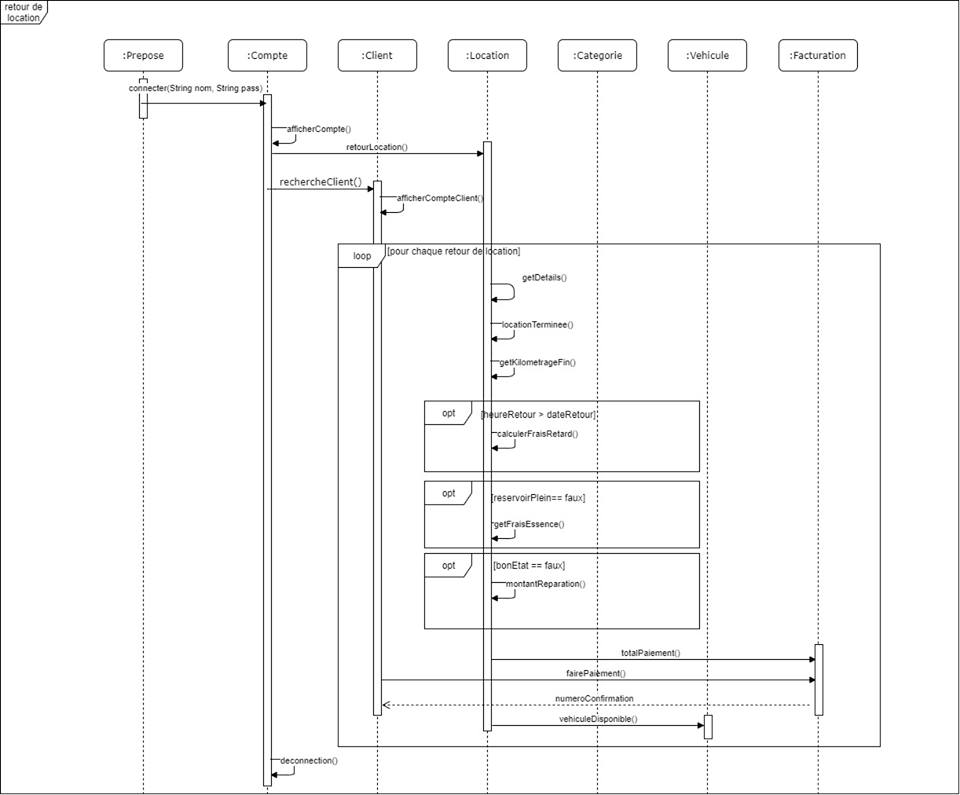 retour de
location
:Prepose
:Compte
:Client
:Location
:Categorie
:Vehicule
:Facturation
connecter(String nom, String pass)
afficherCompte()
retourLocation()
rechercheClient()
afficherCompteClient()
loop
[pour chaque retour de location]
getDetails()
locationTerminee()
getKilometrageFin()
opt
[heureRetour > dateRetour]
calculerFraisRetard()
opt
[reservoirPlein== faux]
getFraisEssence()
opt
[bonEtat == faux]
montantReparation()
totalPaiement()
fairePaiement()
numeroConfirmation
vehiculeDisponible()
deconnection()